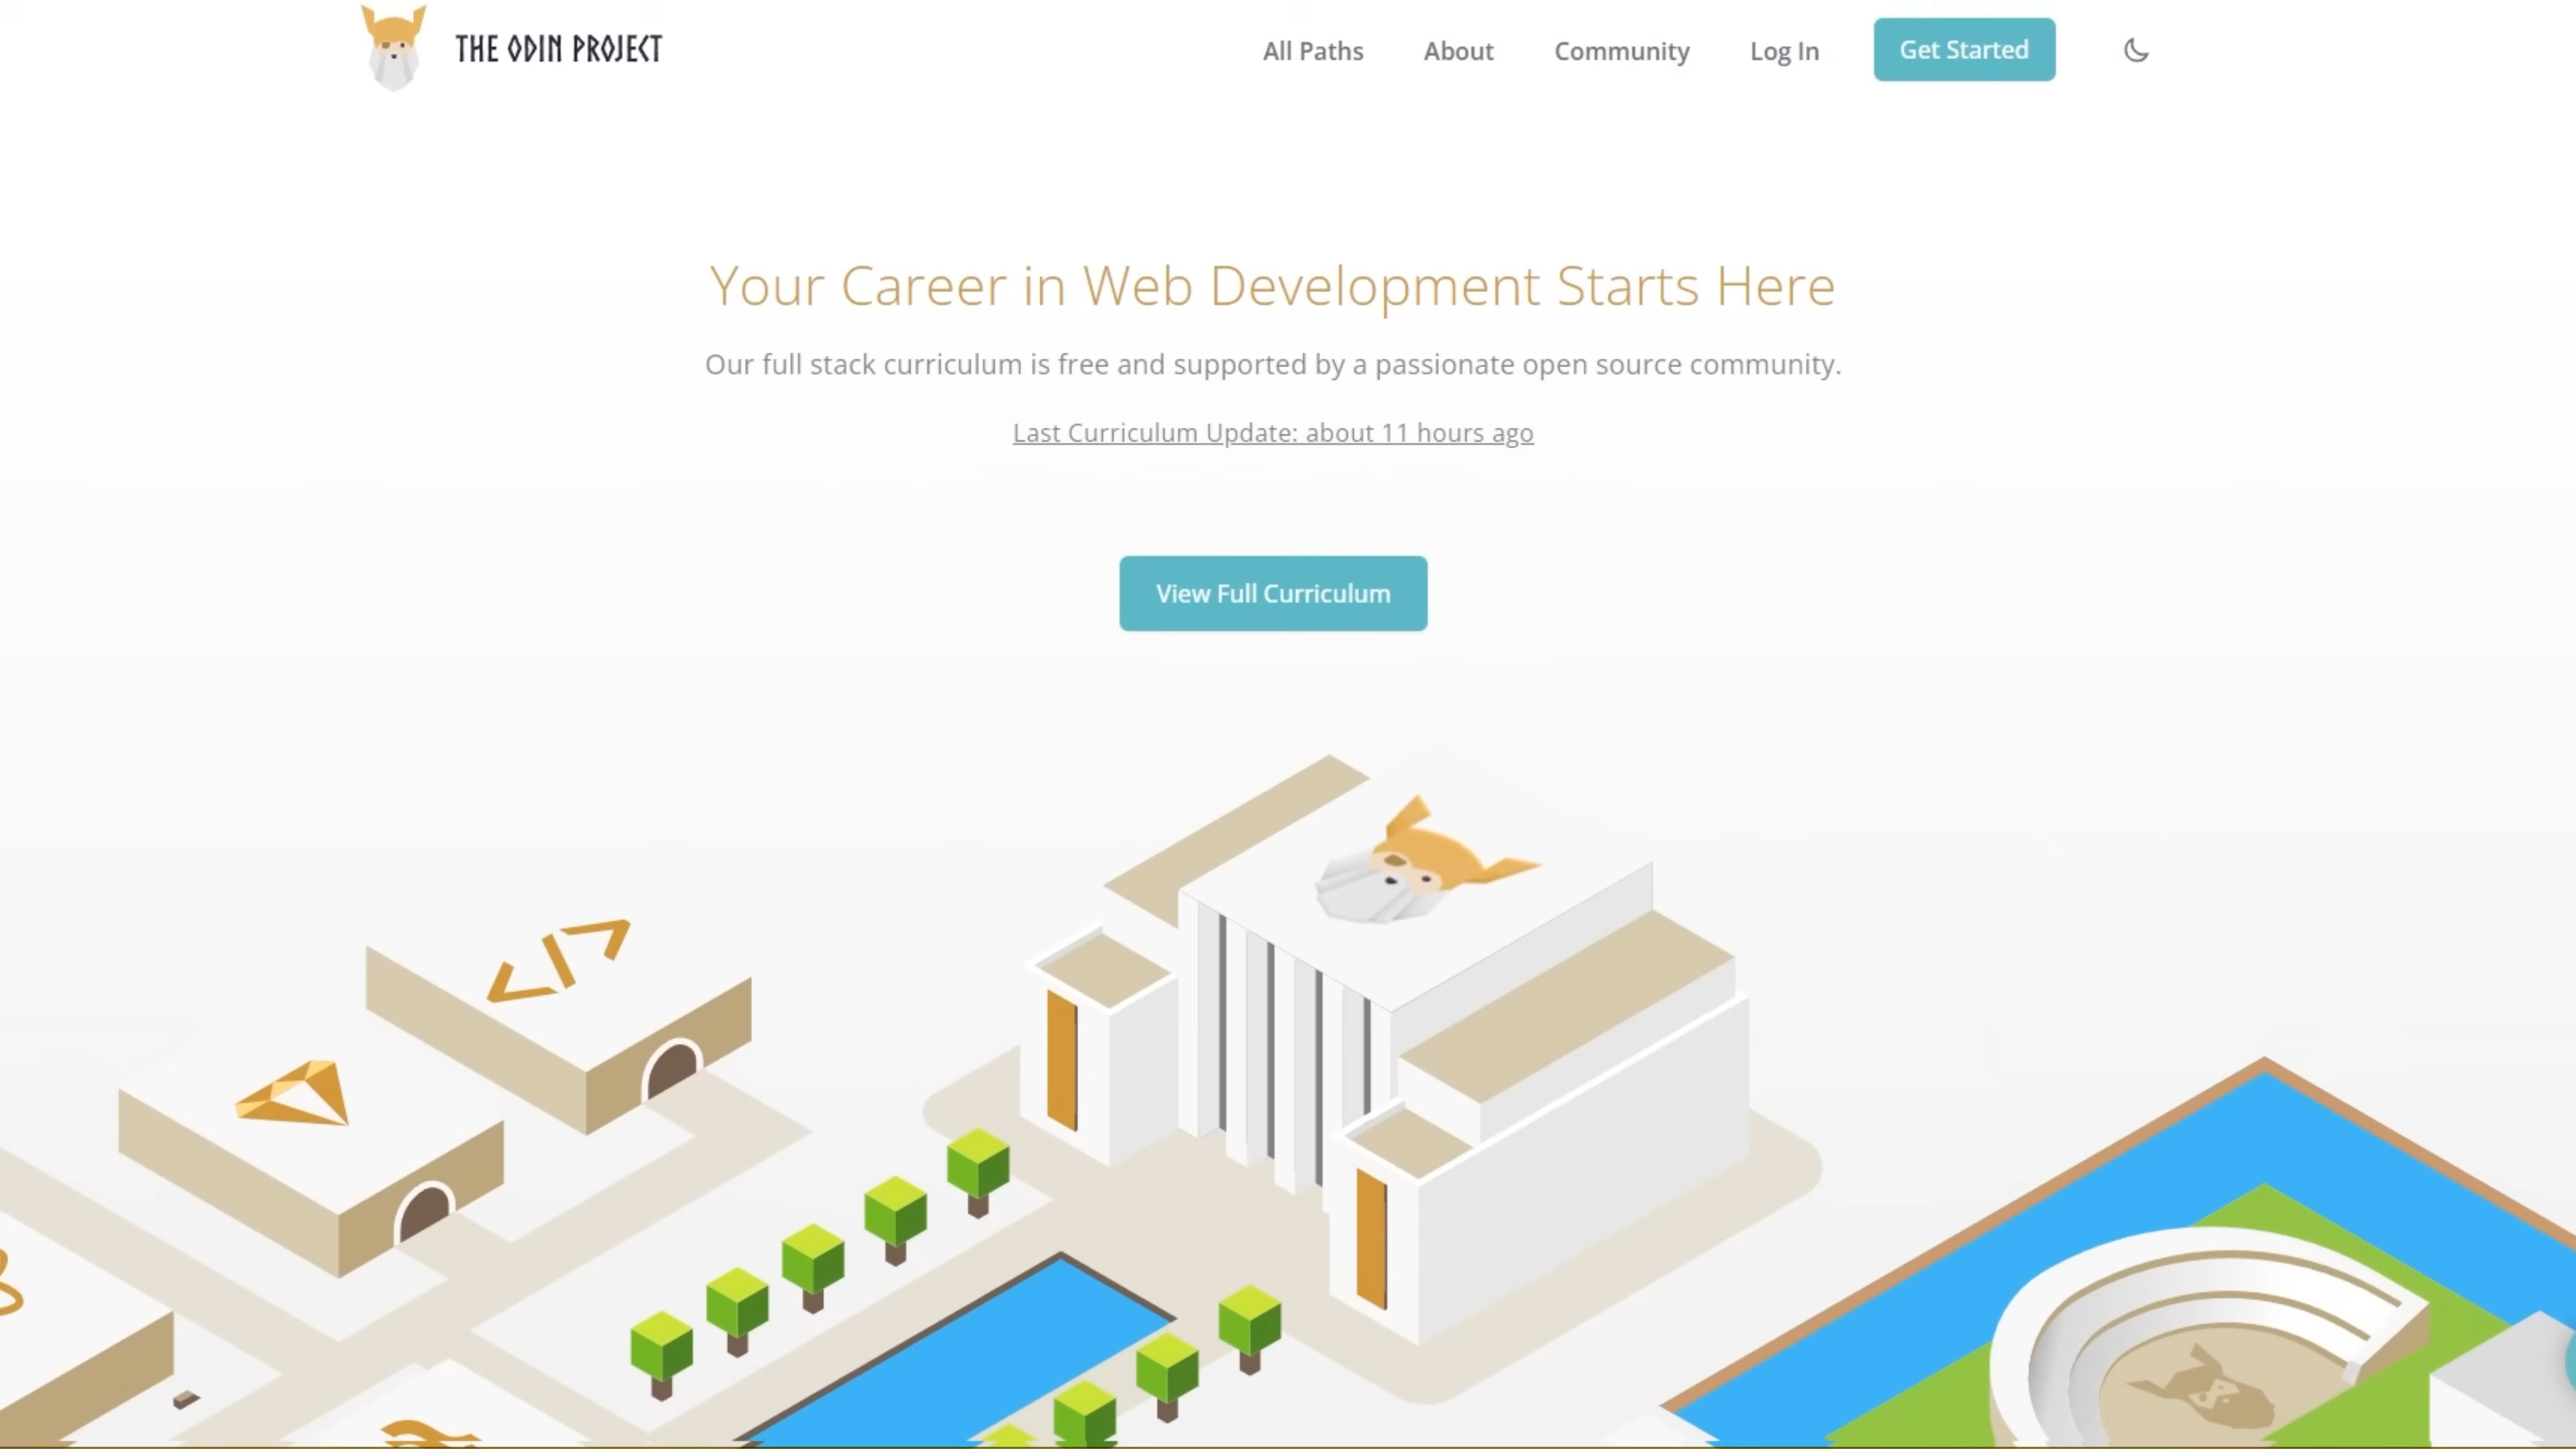 THE ODIN PROJECT
All Paths
About
Community
Log In
Get Started
Your Career in Web Development Starts Here
Our full stack curriculum is free and supported by a passionate open source community.
Last Curriculum Update: about 11 hours ago
View Full Curriculum